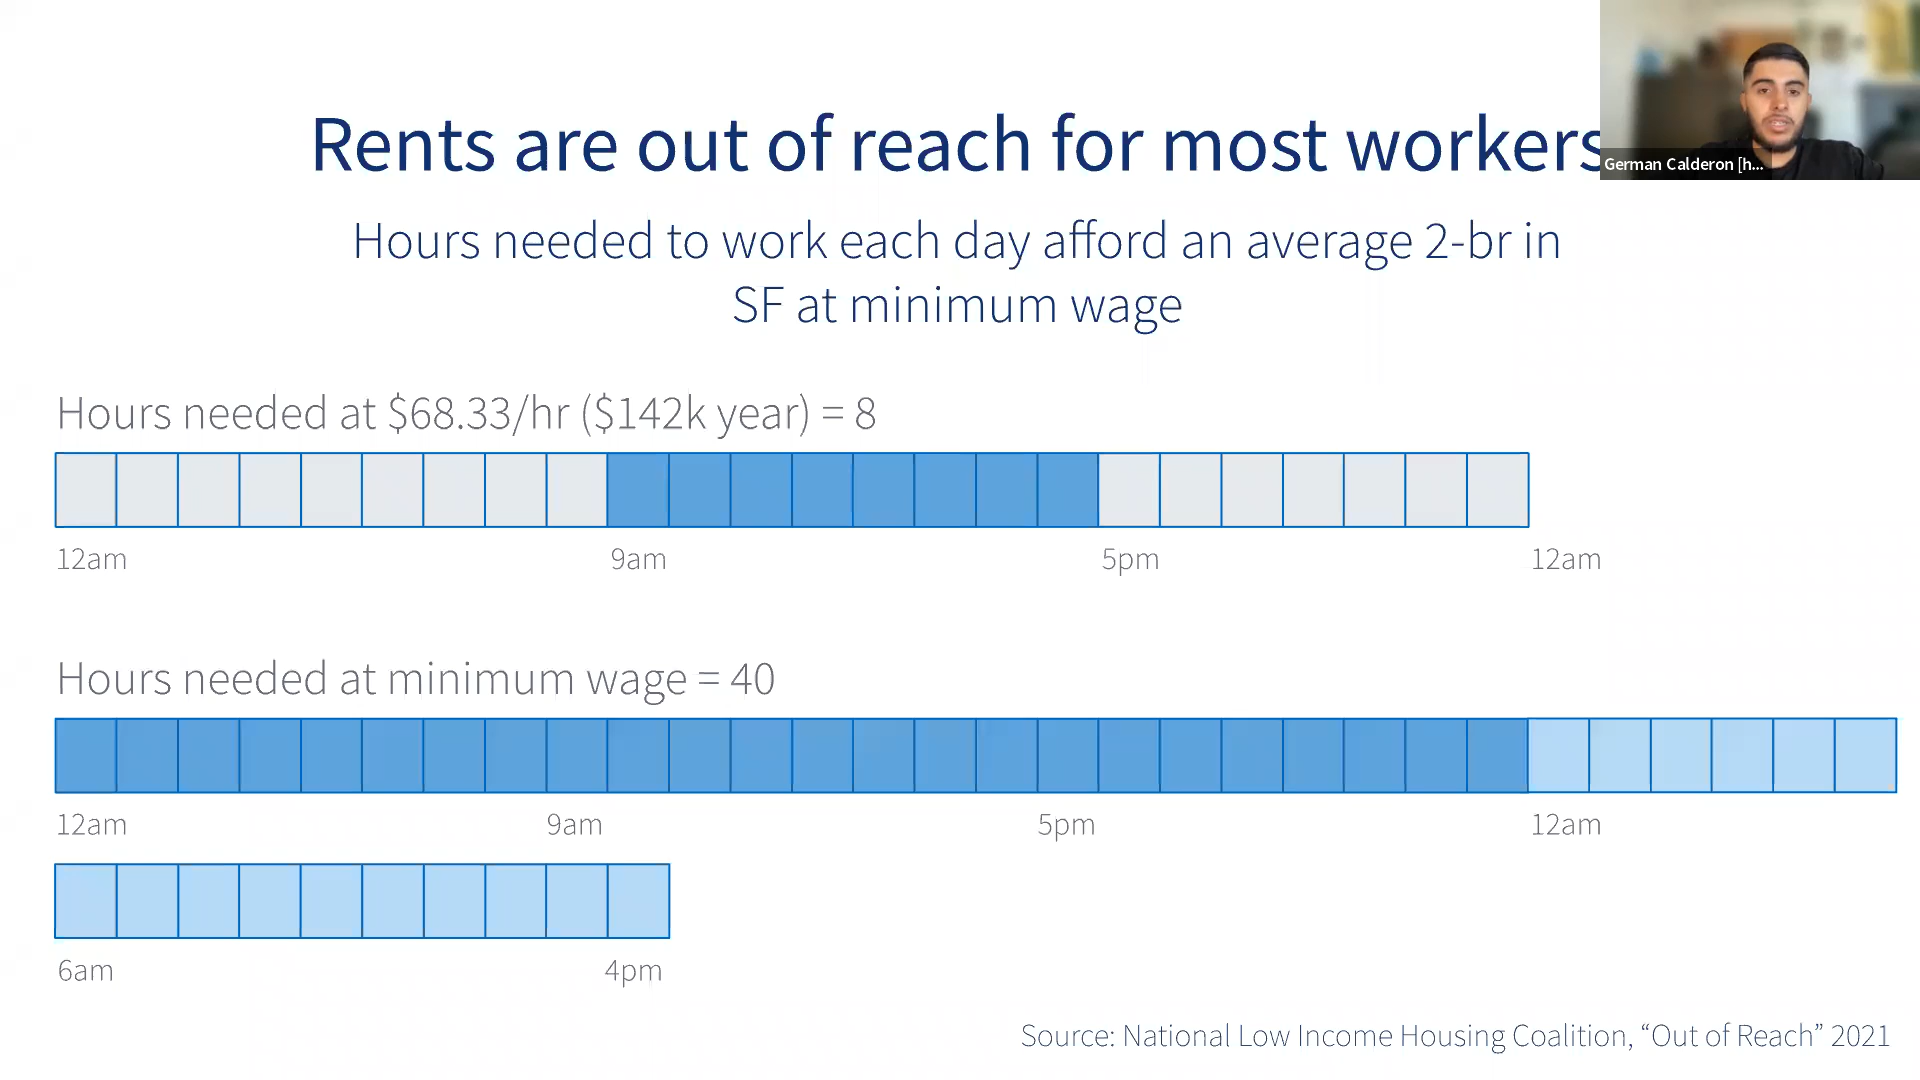 Rents are out of reach for most workers
German Calderon [h...
Hours needed to work each day afford an average 2-br in
SF at minimum wage
Hours needed at $68.33/hr ($142k year) = 8
12am 9am 5pm 12am
Hours needed at minimum wage = 40
12am 9am 5pm 12am
6am 4pm
Source: National Low Income Housing Coalition, “Out of Reach” 2021